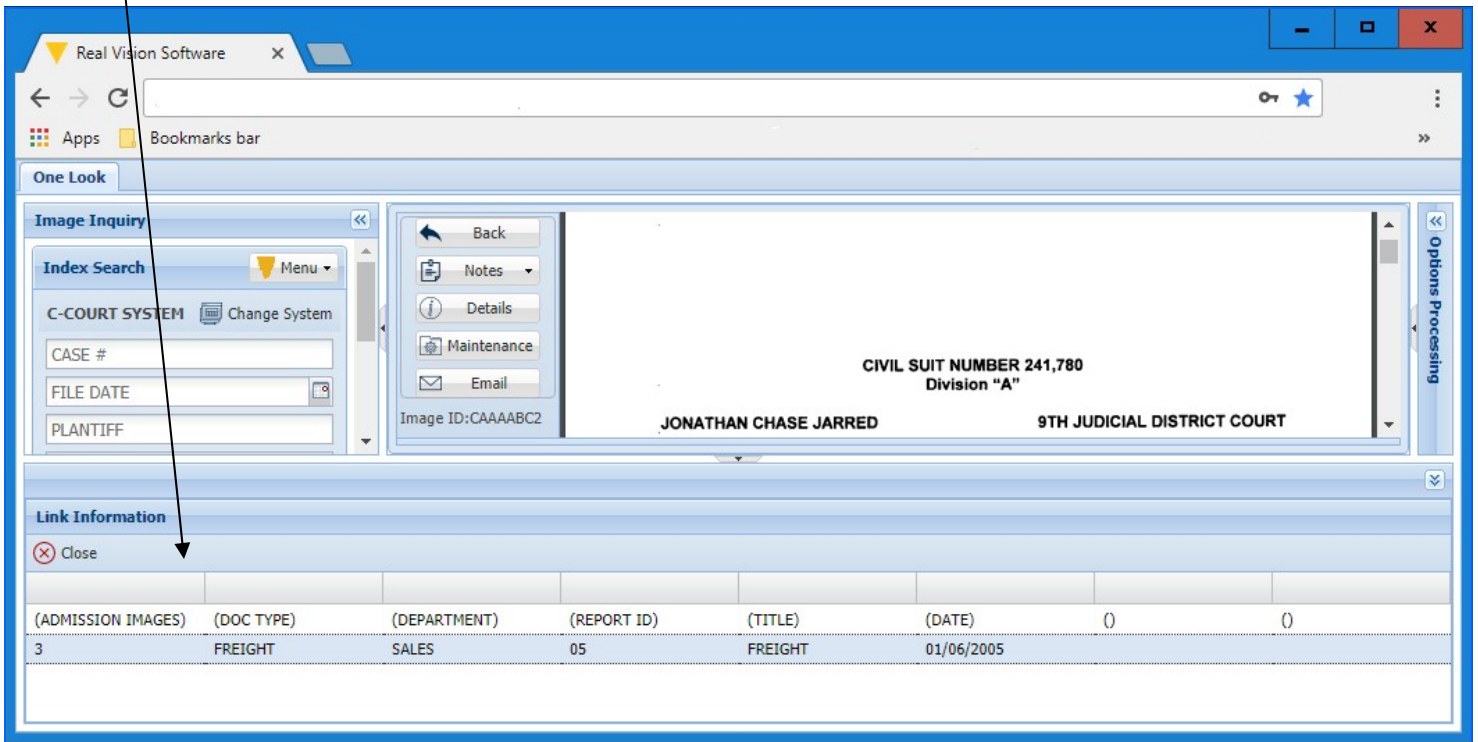 Real Vision Software
Apps Bookmarks bar
One Look
Image Inquiry
Index Search Menu
C-COURT SYSTEM Change System
CASE #
FILE DATE
PLANTIFF
Back
Notes
Details
Maintenance
Email
Image ID:CAAAABC2
CIVIL SUIT NUMBER 241,780
Division "A"
JONATHAN CHASE JARRED 9TH JUDICIAL DISTRICT COURT
Options Processing
Link Information
Close
(ADMISSION IMAGES) (DOC TYPE) (DEPARTMENT) (REPORT ID) (TITLE) (DATE) () ()
3 FREIGHT SALES 05 FREIGHT 01/06/2005